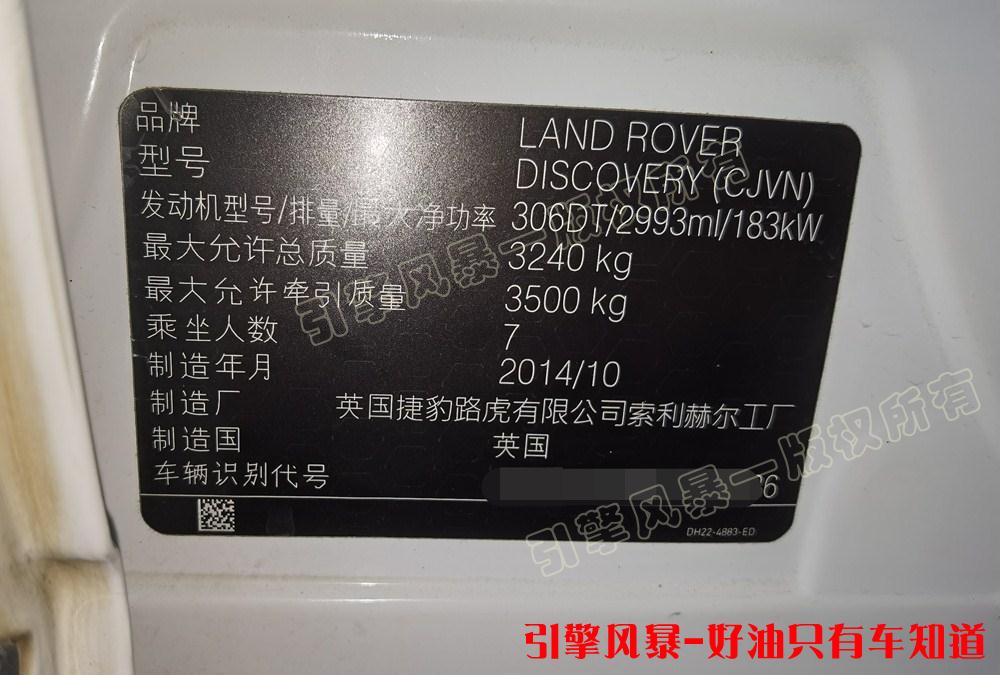 品牌 LAND ROVER
型号 DISCOVERY (CJVN)
发动机型号/排量/最大净功率 306DT/2993ml/183kW
最大允许总质量 3240 kg
最大允许牵引质量 3500 kg
乘坐人数 7
制造年月 2014/10
制造厂 英国捷豹路虎有限公司索利赫尔工厂
制造国 英国
车辆识别代号 6
DH22-4883-ED
引擎风暴一版权所有
引擎风暴一版权所有
引擎风暴-好油只有车知道